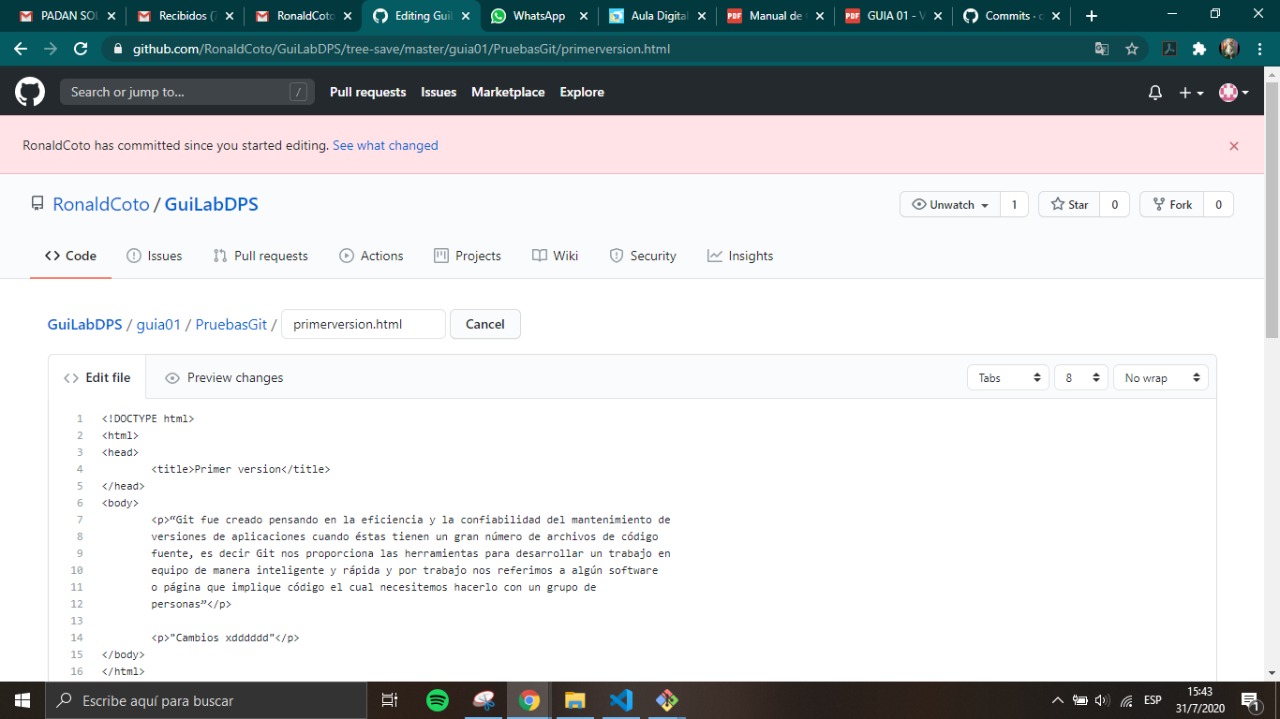 PADAN SOL
Recibidos (7
RonaldCoto
Editing Gui
WhatsApp
Aula Digital
Manual de
GUIA 01 - V
Commits ·
github.com/RonaldCoto/GuiLabDPS/tree-save/master/guia01/PruebasGit/primerversion.html
Search or jump to... /
Pull requests Issues Marketplace Explore
RonaldCoto has committed since you started editing. See what changed
RonaldCoto / GuiLabDPS
Unwatch 1 Star 0 Fork 0
Code Issues Pull requests Actions Projects Wiki Security Insights
GuiLabDPS / guia01 / PruebasGit / primerversion.html Cancel
Edit file Preview changes
Tabs 8 No wrap
1 <!DOCTYPE html>
2 <html>
3 <head>
4 <title>Primer version</title>
5 </head>
6 <body>
7 <p>“Git fue creado pensando en la eficiencia y la confiabilidad del mantenimiento de
8 versiones de aplicaciones cuando éstas tienen un gran número de archivos de código
9 fuente, es decir Git nos proporciona las herramientas para desarrollar un trabajo en
10 equipo de manera inteligente y rápida y por trabajo nos referimos a algún software
11 o página que implique código el cual necesitemos hacerlo con un grupo de
12 personas”</p>
13
14 <p>"Cambios xdddddd"</p>
15 </body>
16 </html>
Escribe aquí para buscar
ESP
15:43
31/7/2020
1